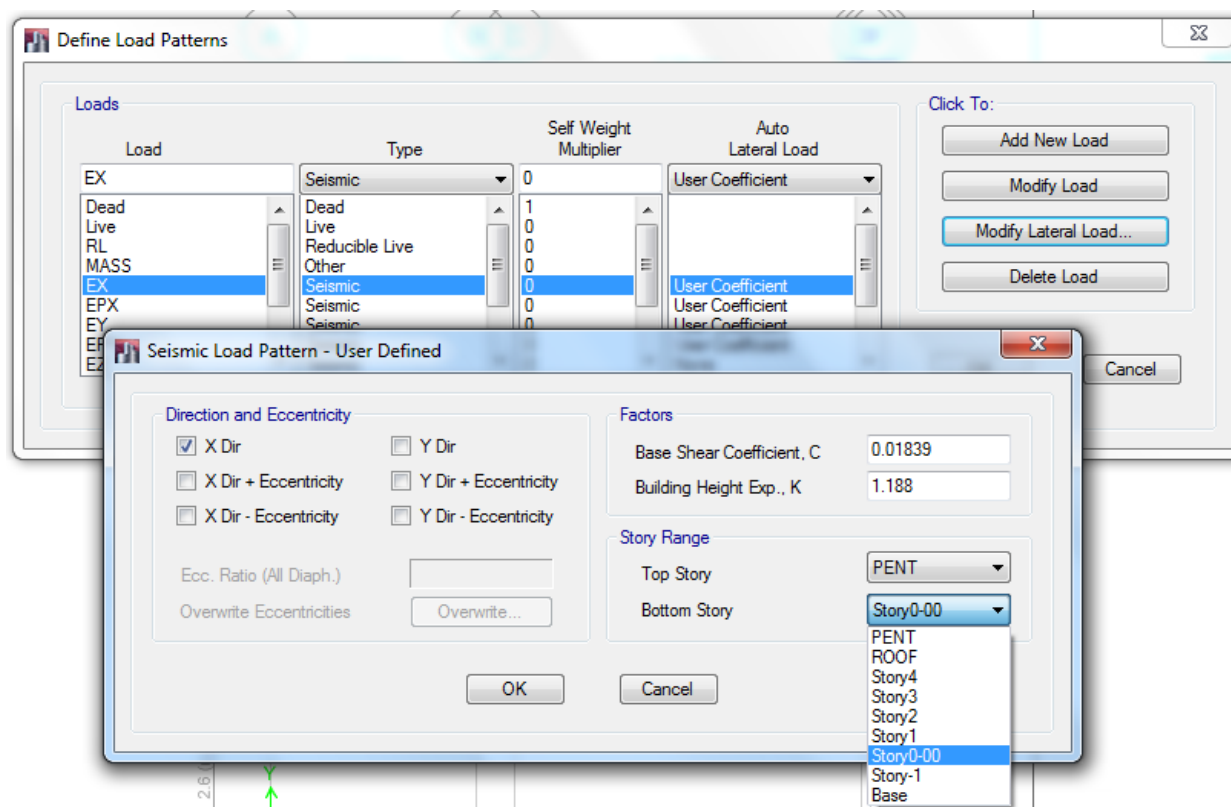 Define Load Patterns
Loads
Click To:
Load
Type
Self Weight
Multiplier
Auto
Lateral Load
EX
Seismic
0
User Coefficient
Dead
Dead
1
Live
Live
0
RL
Reducible Live
0
MASS
Other
0
EX
Seismic
0
User Coefficient
EPX
Seismic
0
User Coefficient
EY
Seismic
0
User Coefficient
Add New Load
Modify Load
Modify Lateral Load...
Delete Load
Cancel
Seismic Load Pattern - User Defined
Direction and Eccentricity
X Dir
Y Dir
X Dir + Eccentricity
Y Dir + Eccentricity
X Dir - Eccentricity
Y Dir - Eccentricity
Ecc. Ratio (All Diaph.)
Overwrite Eccentricities
Overwrite...
Factors
Base Shear Coefficient, C
0.01839
Building Height Exp., K
1.188
Story Range
Top Story
PENT
Bottom Story
Story0-00
PENT
ROOF
Story4
Story3
Story2
Story1
Story0-00
Story-1
Base
OK
Cancel
Y